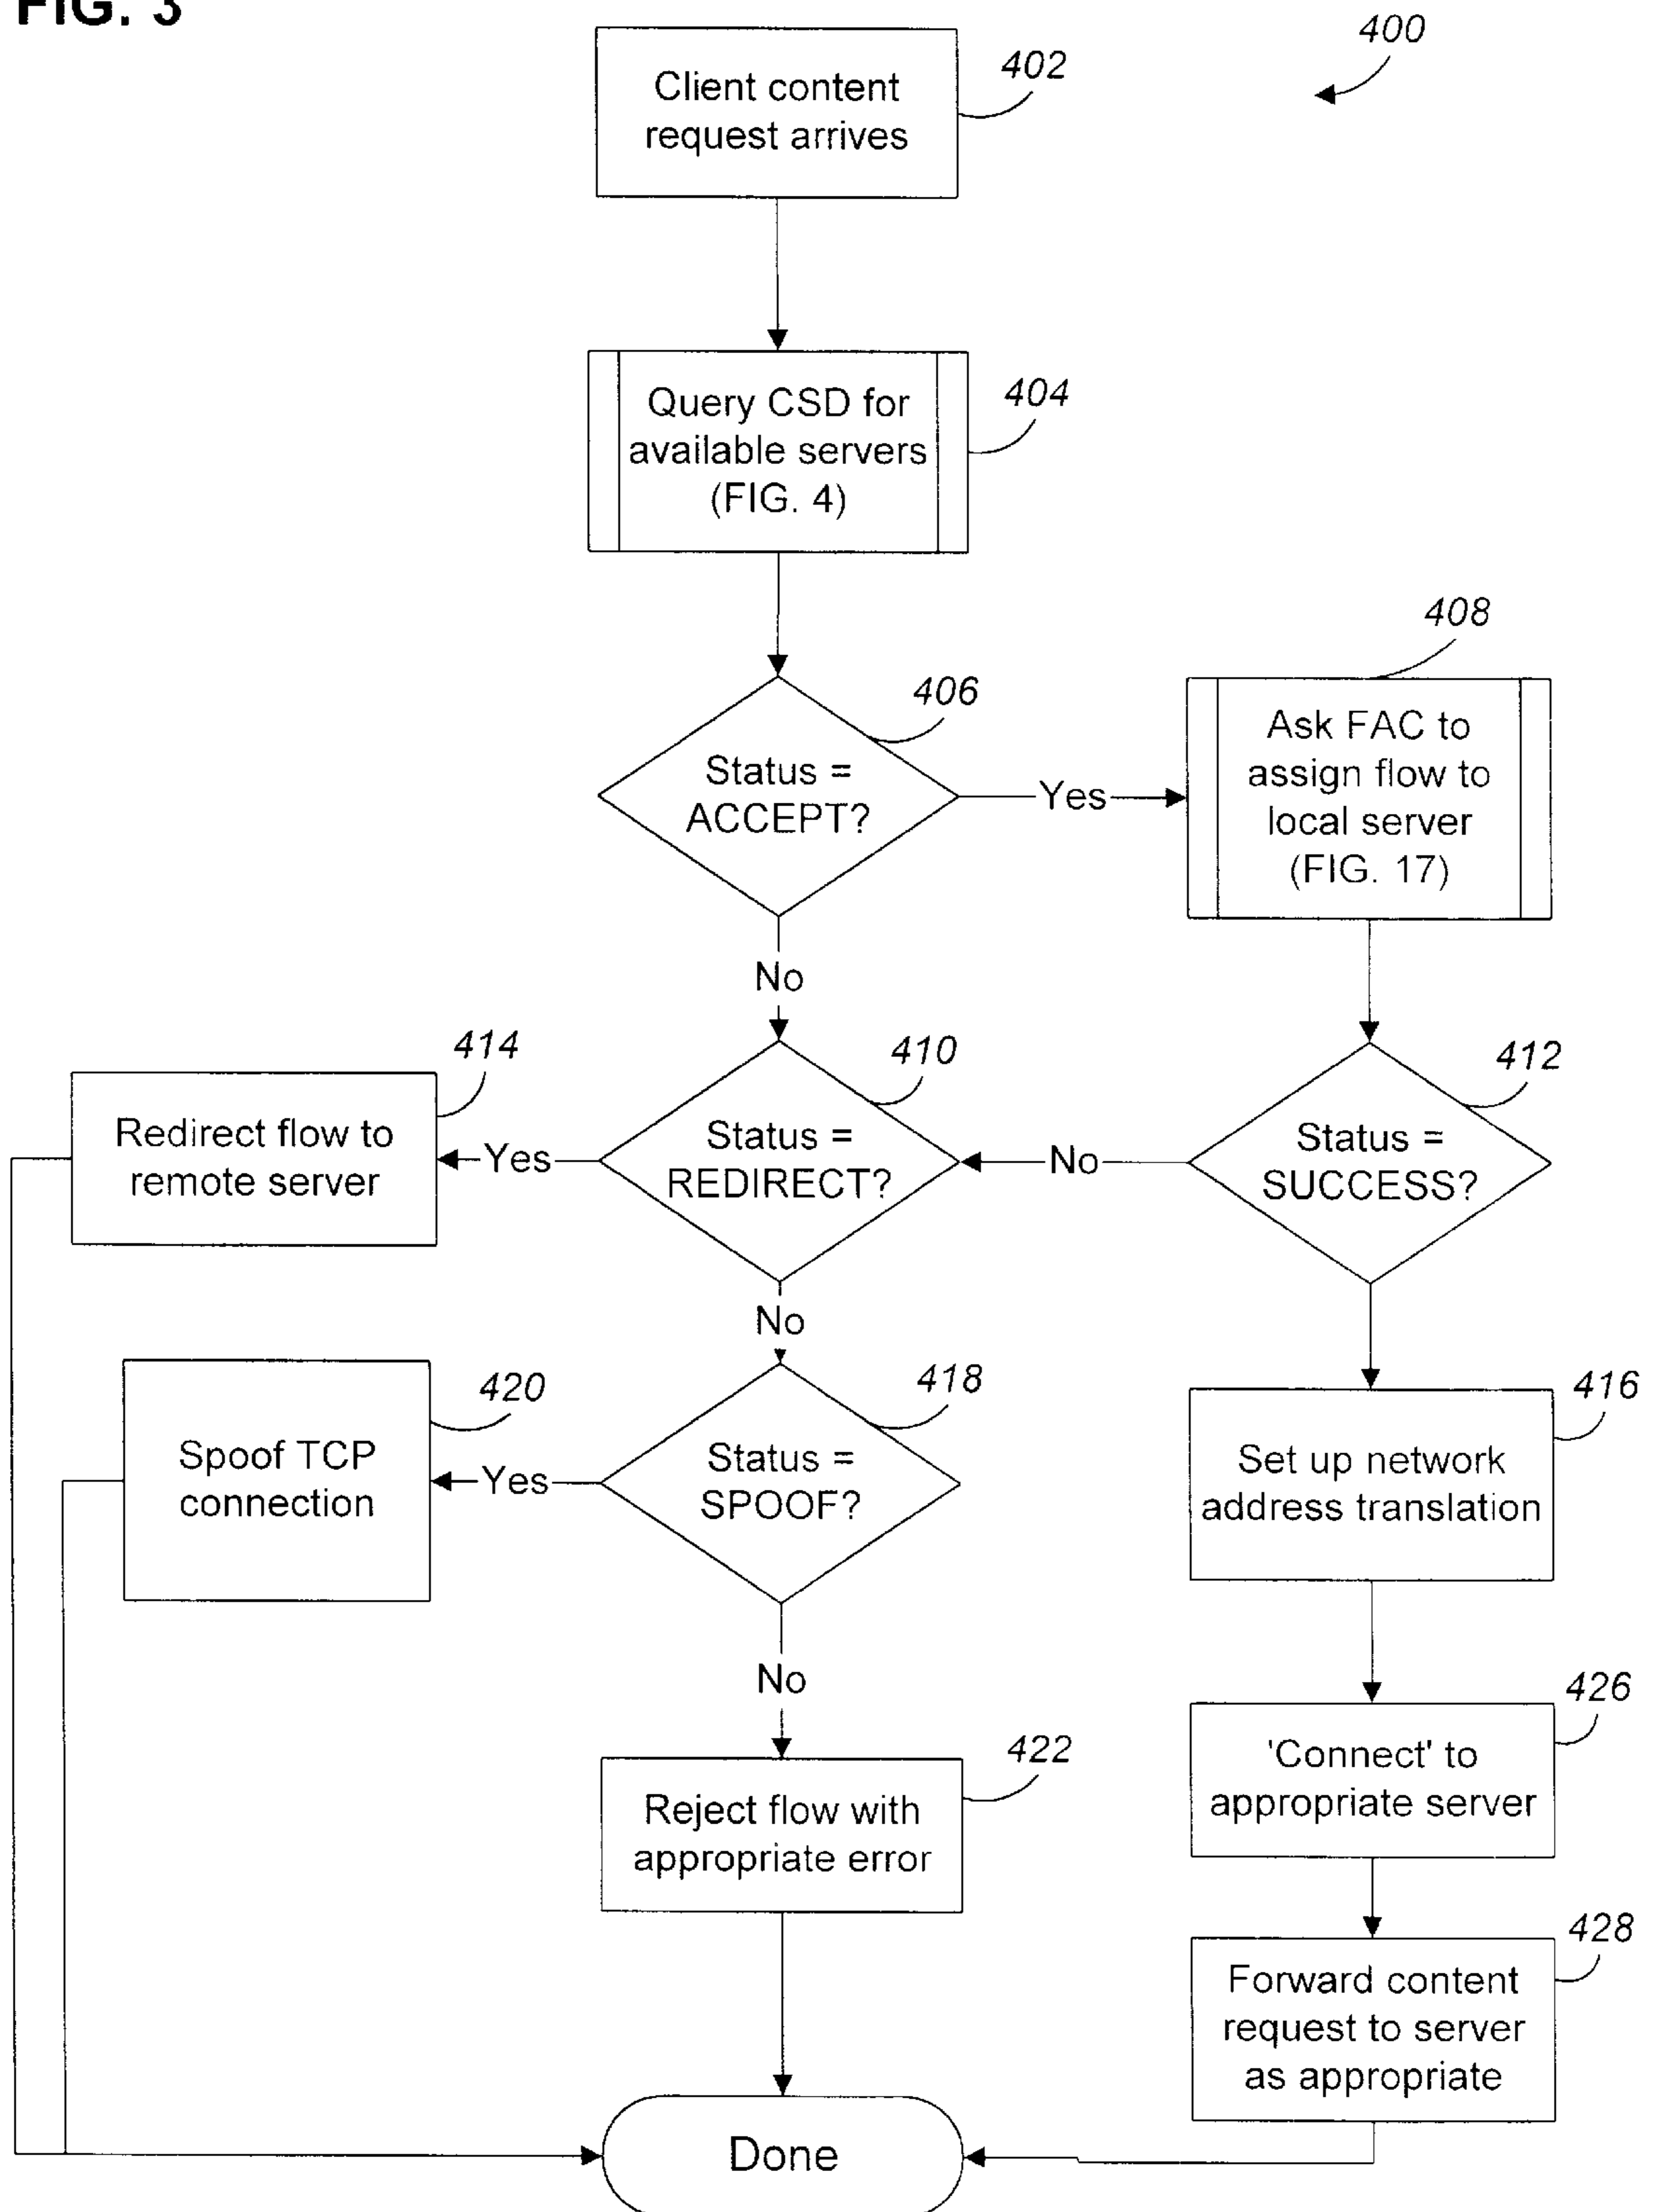 FIG. 3
400
Client content
request arrives
402
Query CSD for
available servers
(FIG. 4)
404
408
406
Status =
ACCEPT?
Yes
Ask FAC to
assign flow to
local server
(FIG. 17)
No
414
410
412
Redirect flow to
remote server
Yes
Status =
REDIRECT?
No
Status =
SUCCESS?
No
420
418
416
Spoof TCP
connection
Yes
Status =
SPOOF?
Set up network
address translation
No
426
422
'Connect' to
appropriate server
Reject flow with
appropriate error
428
Forward content
request to server
as appropriate
Done